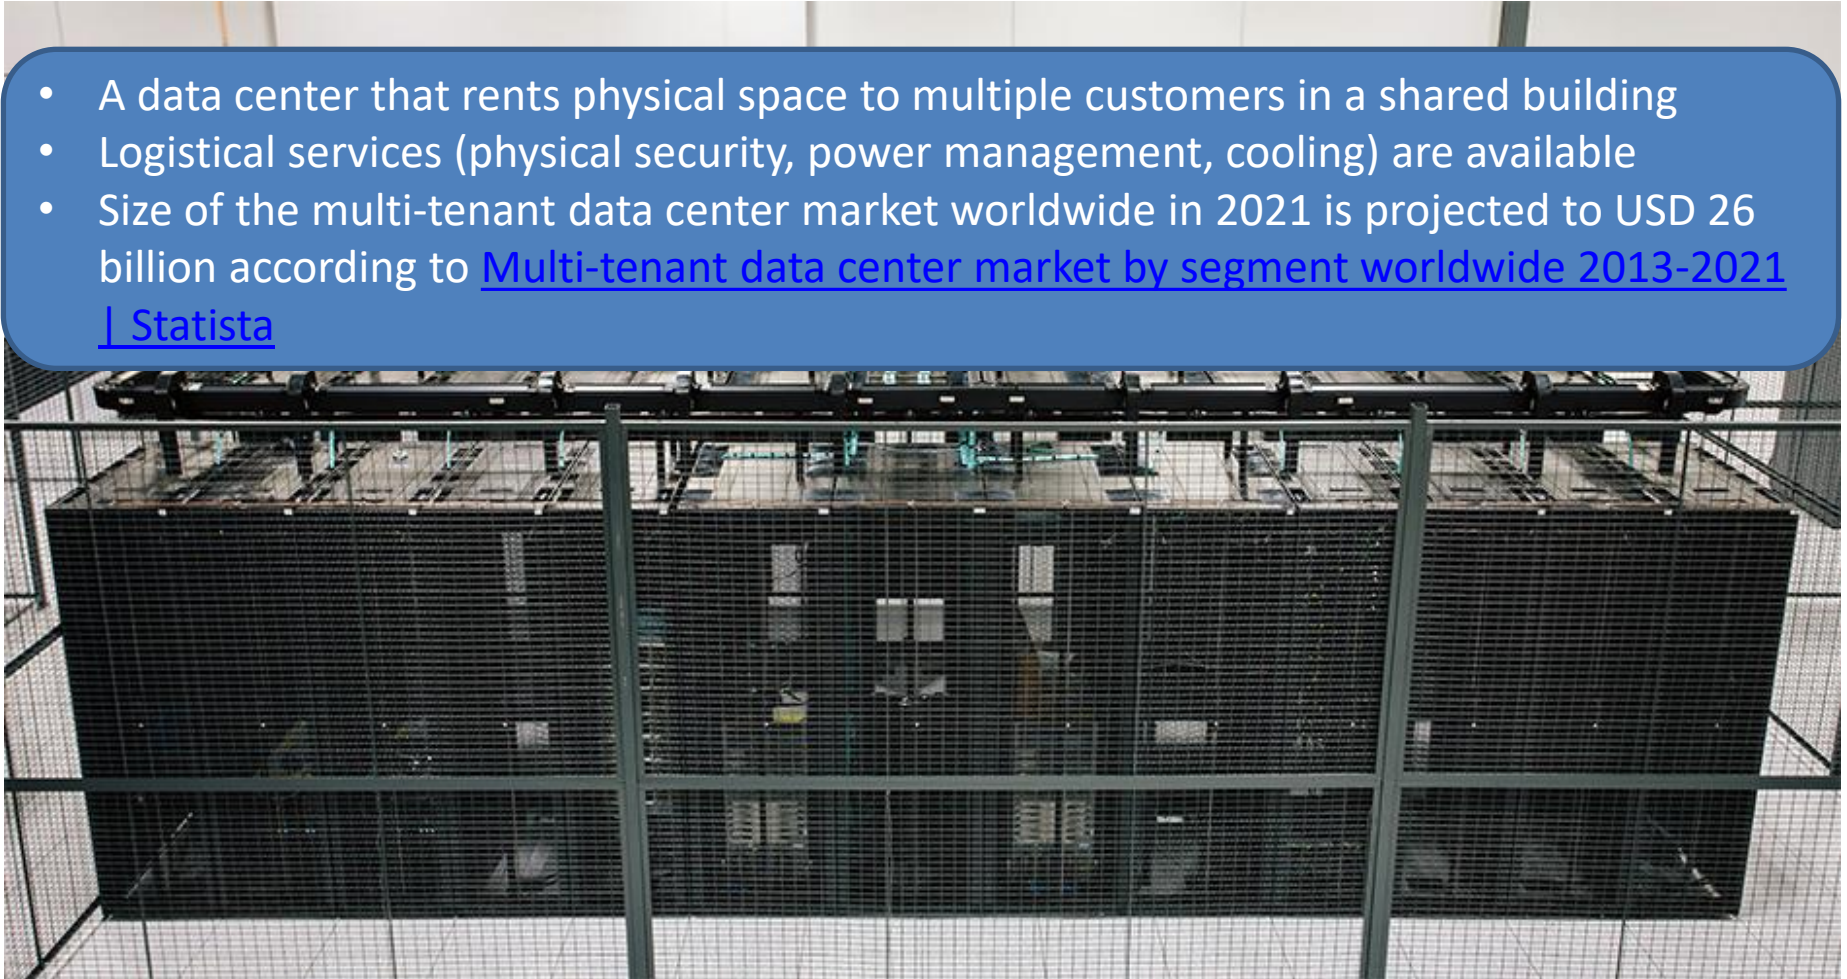 • A data center that rents physical space to multiple customers in a shared building
• Logistical services (physical security, power management, cooling) are available
• Size of the multi-tenant data center market worldwide in 2021 is projected to USD 26
billion according to Multi-tenant data center market by segment worldwide 2013-2021
| Statista